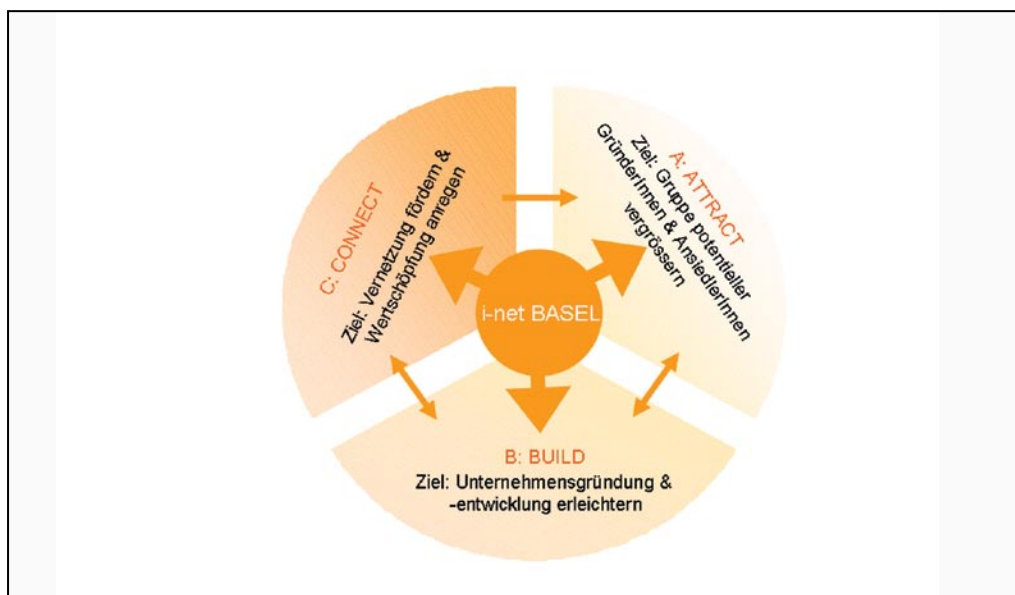 C: CONNECT
Ziel: Vernetzung fördern &
Wertschöpfung anregen
A: ATTRACT
Ziel: Gruppe potentieller
GründerInnen & AnsiedlerInnen
vergrössern
i-net BASEL
B: BUILD
Ziel: Unternehmensgründung &
-entwicklung erleichtern